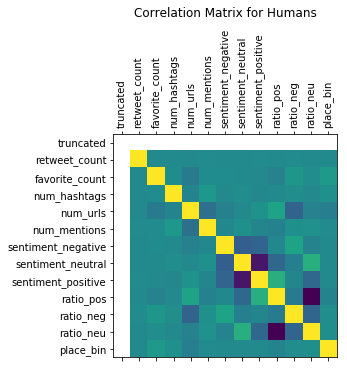 Correlation Matrix for Humans
truncated
retweet_count
favorite_count
num_hashtags
num_urls
num_mentions
sentiment_negative
sentiment_neutral
sentiment_positive
ratio_pos
ratio_neg
ratio_neu
place_bin
truncated
retweet_count
favorite_count
num_hashtags
num_urls
num_mentions
sentiment_negative
sentiment_neutral
sentiment_positive
ratio_pos
ratio_neg
ratio_neu
place_bin